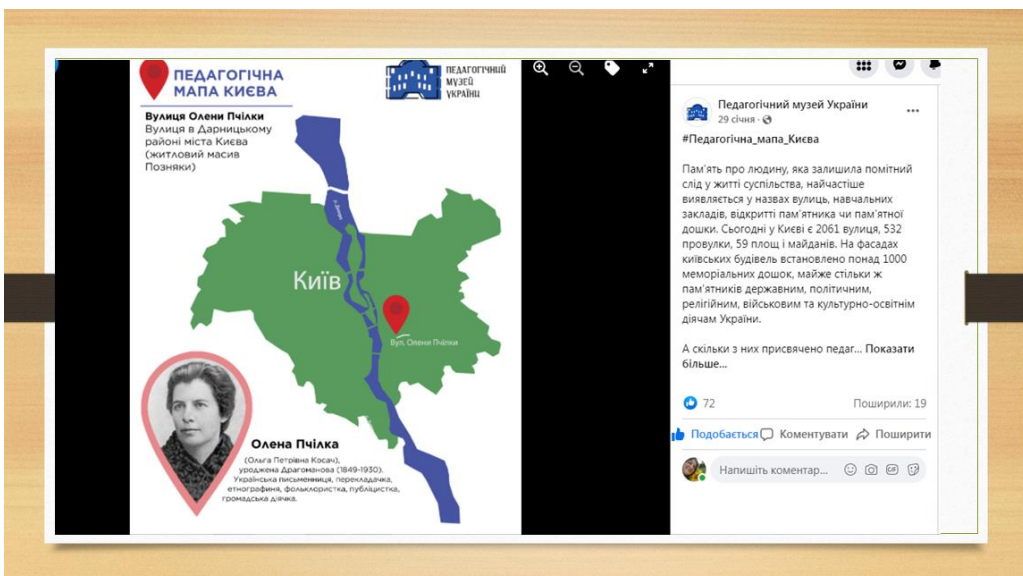 ПЕДАГОГІЧНА
МАПА КИЄВА
ПЕДАГОГІЧНИЙ
МУЗЕЙ
УКРАЇНИ
Вулиця Олени Пчілки
Вулиця в Дарницькому
районі міста Києва
(житловий масив
Позняки)
р. Дніпро
Київ
Вул. Олени Пчілки
Олена Пчілка
(Ольга Петрівна Косач),
уроджена Драгоманова (1849-1930).
Українська письменниця, перекладачка,
етнографиня, фольклористка, публіцистка,
громадська діячка.
Педагогічний музей України
29 січня ·
#Педагогічна_мапа_Києва
Пам'ять про людину, яка залишила помітний
слід у житті суспільства, найчастіше
виявляється у назвах вулиць, навчальних
закладів, відкритті пам'ятника чи пам'ятної
дошки. Сьогодні у Києві є 2061 вулиця, 532
провулки, 59 площ і майданів. На фасадах
київських будівель встановлено понад 1000
меморіальних дошок, майже стільки ж
пам'ятників державним, політичним,
релігійним, військовим та культурно-освітнім
діячам України.
А скільки з них присвячено педаг... Показати
більше...
72
Поширили: 19
Подобається Коментувати Поширити
Напишіть коментар...
GIF